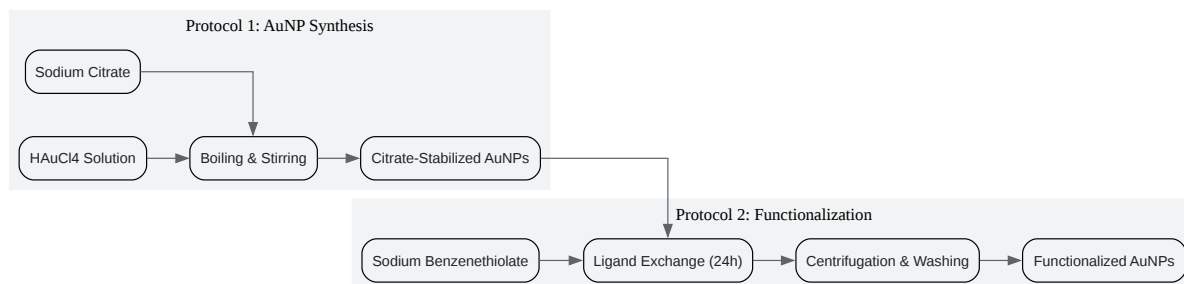 Protocol 1: AuNP Synthesis
Sodium Citrate
HAuCl4 Solution
Boiling & Stirring
Citrate-Stabilized AuNPs
Protocol 2: Functionalization
Sodium Benzenethiolate
Ligand Exchange (24h)
Centrifugation & Washing
Functionalized AuNPs